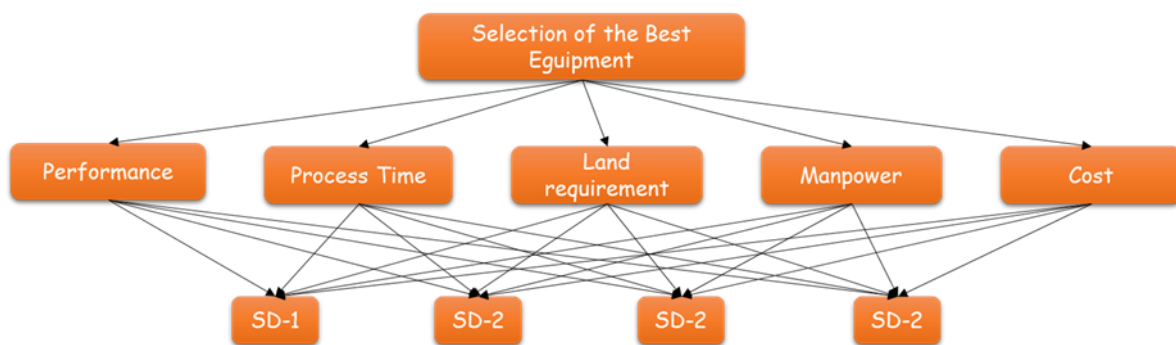 Selection of the Best
Eguipment
Performance
Process Time
Land
requirement
Manpower
Cost
SD-1
SD-2
SD-2
SD-2